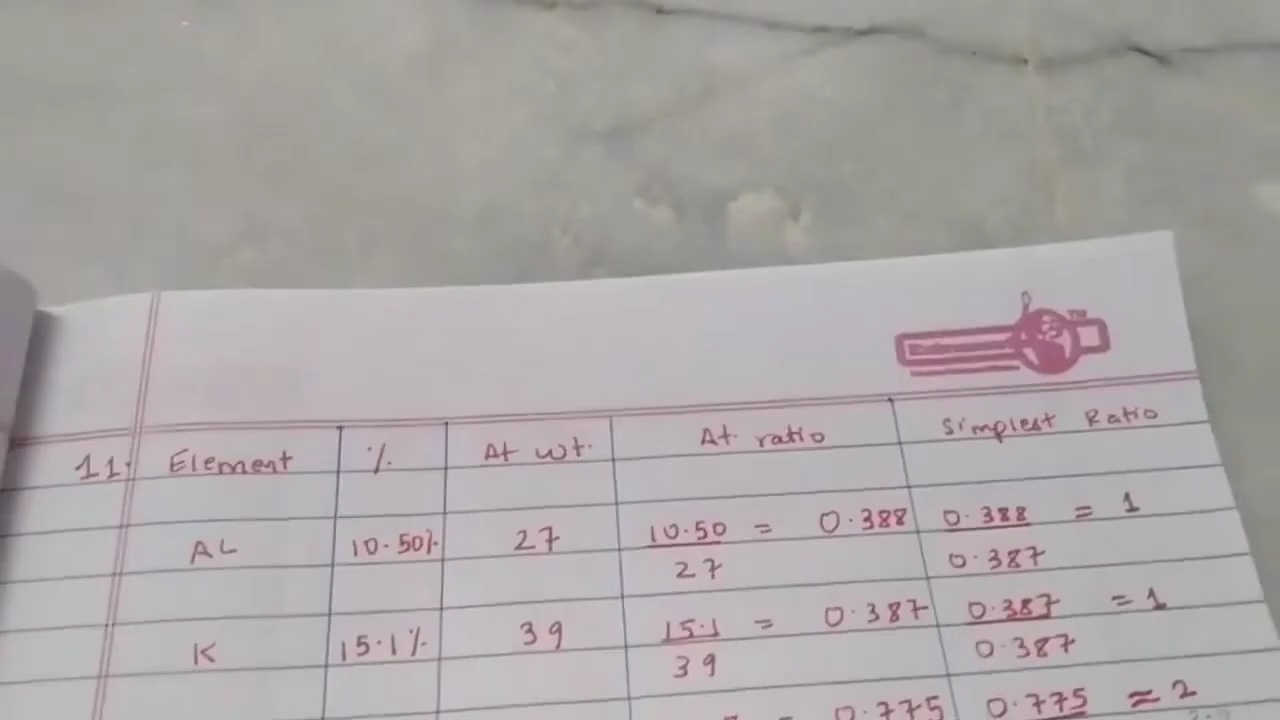 11. Element % At wt. At. ratio Simplest Ratio
AL 10.50% 27 10.50 = 0.388 0.388 = 1
27 0.387
K 15.1% 39 15.1 = 0.387 0.387 = 1
39 0.387
= 0.775 0.775 ≈ 2